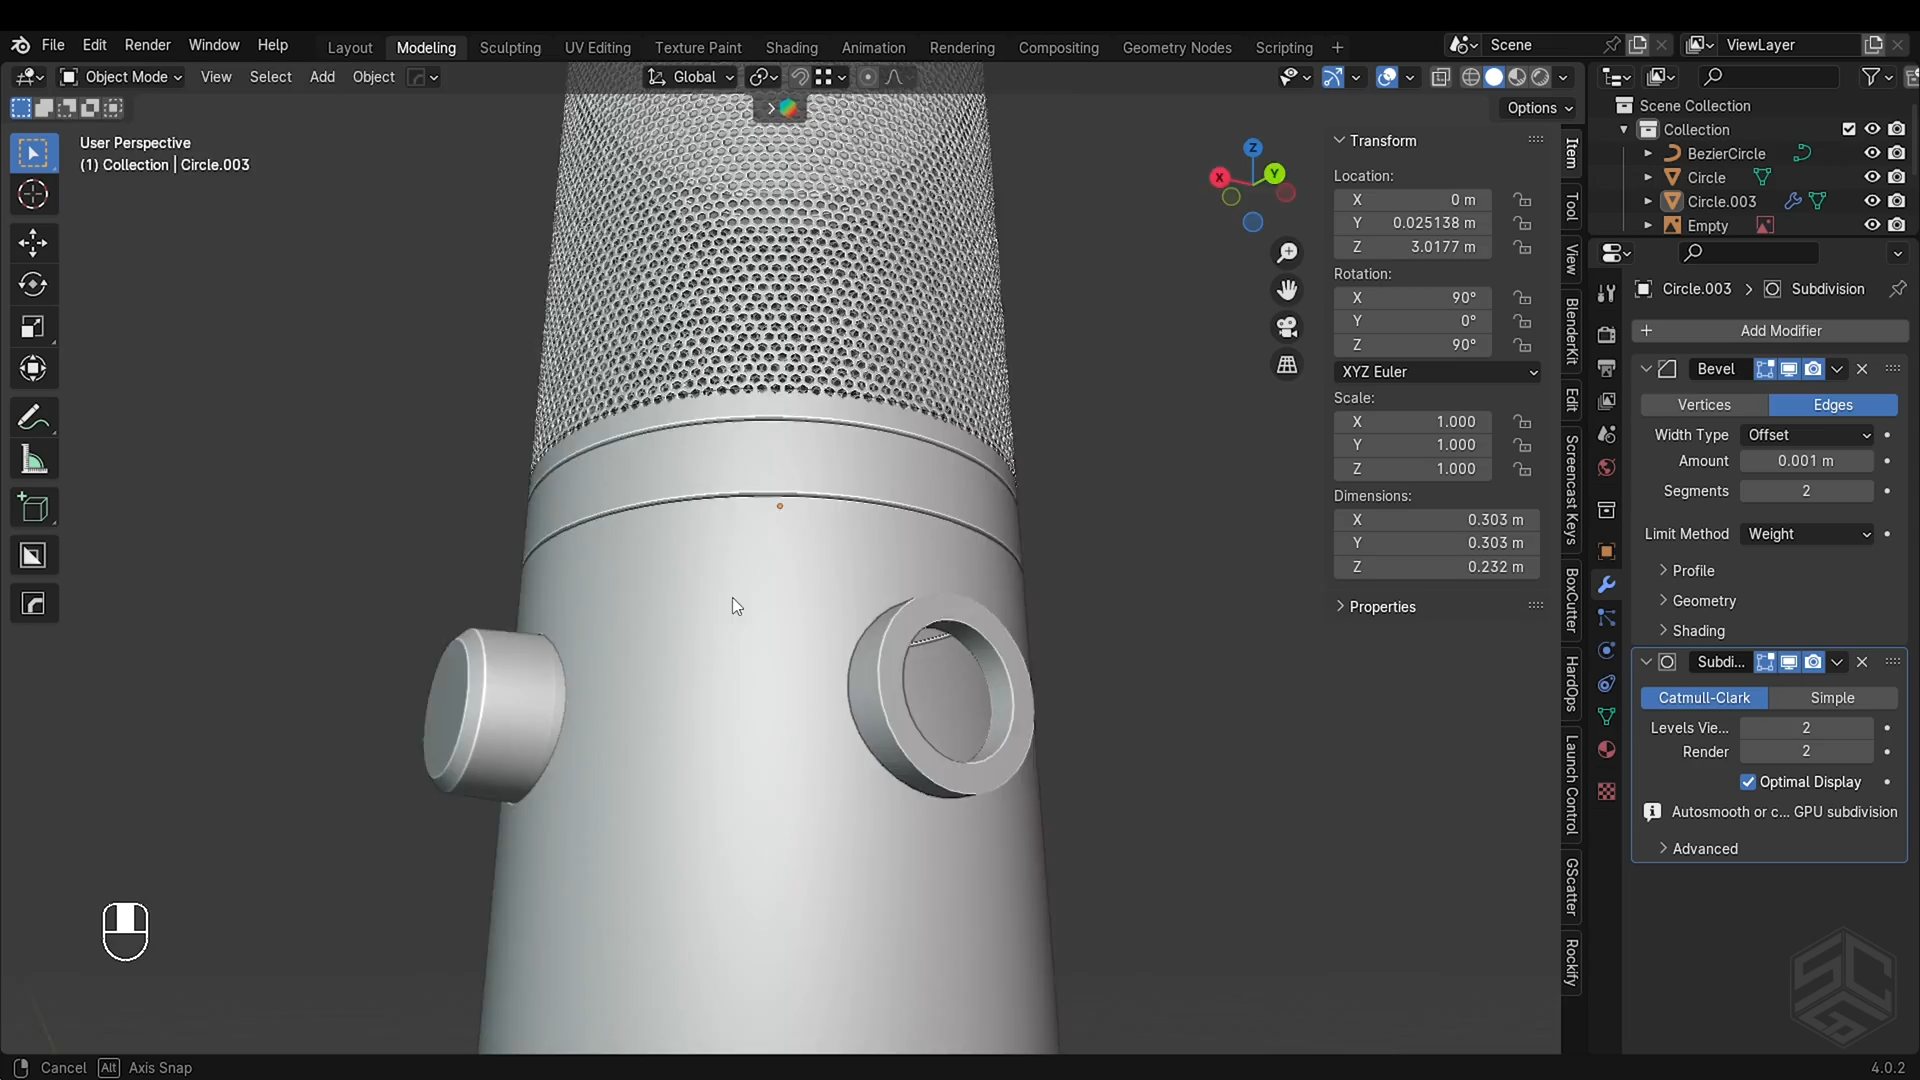 File Edit Render Window Help
Layout Modeling Sculpting UV Editing Texture Paint Shading Animation Rendering Compositing Geometry Nodes Scripting +
Scene
ViewLayer
Object Mode View Select Add Object
Global
Options
User Perspective
(1) Collection | Circle.003
Z
X
Y
Transform
Location:
X 0 m
Y 0.025138 m
Z 3.0177 m
Rotation:
X 90°
Y 0°
Z 90°
XYZ Euler
Scale:
X 1.000
Y 1.000
Z 1.000
Dimensions:
X 0.303 m
Y 0.303 m
Z 0.232 m
Properties
Item
Tool
View
BlenderKit
Edit
Screencast Keys
BoxCutter
HardOps
Launch Control
GScatter
Rockify
Scene Collection
Collection
BezierCircle
Circle
Circle.003
Empty
Circle.003 > Subdivision
+ Add Modifier
Bevel
Vertices Edges
Width Type Offset
Amount 0.001 m
Segments 2
Limit Method Weight
Profile
Geometry
Shading
Subdi...
Catmull-Clark Simple
Levels Vie... 2
Render 2
Optimal Display
Autosmooth or c... GPU subdivision
Advanced
Cancel Alt Axis Snap
4.0.2